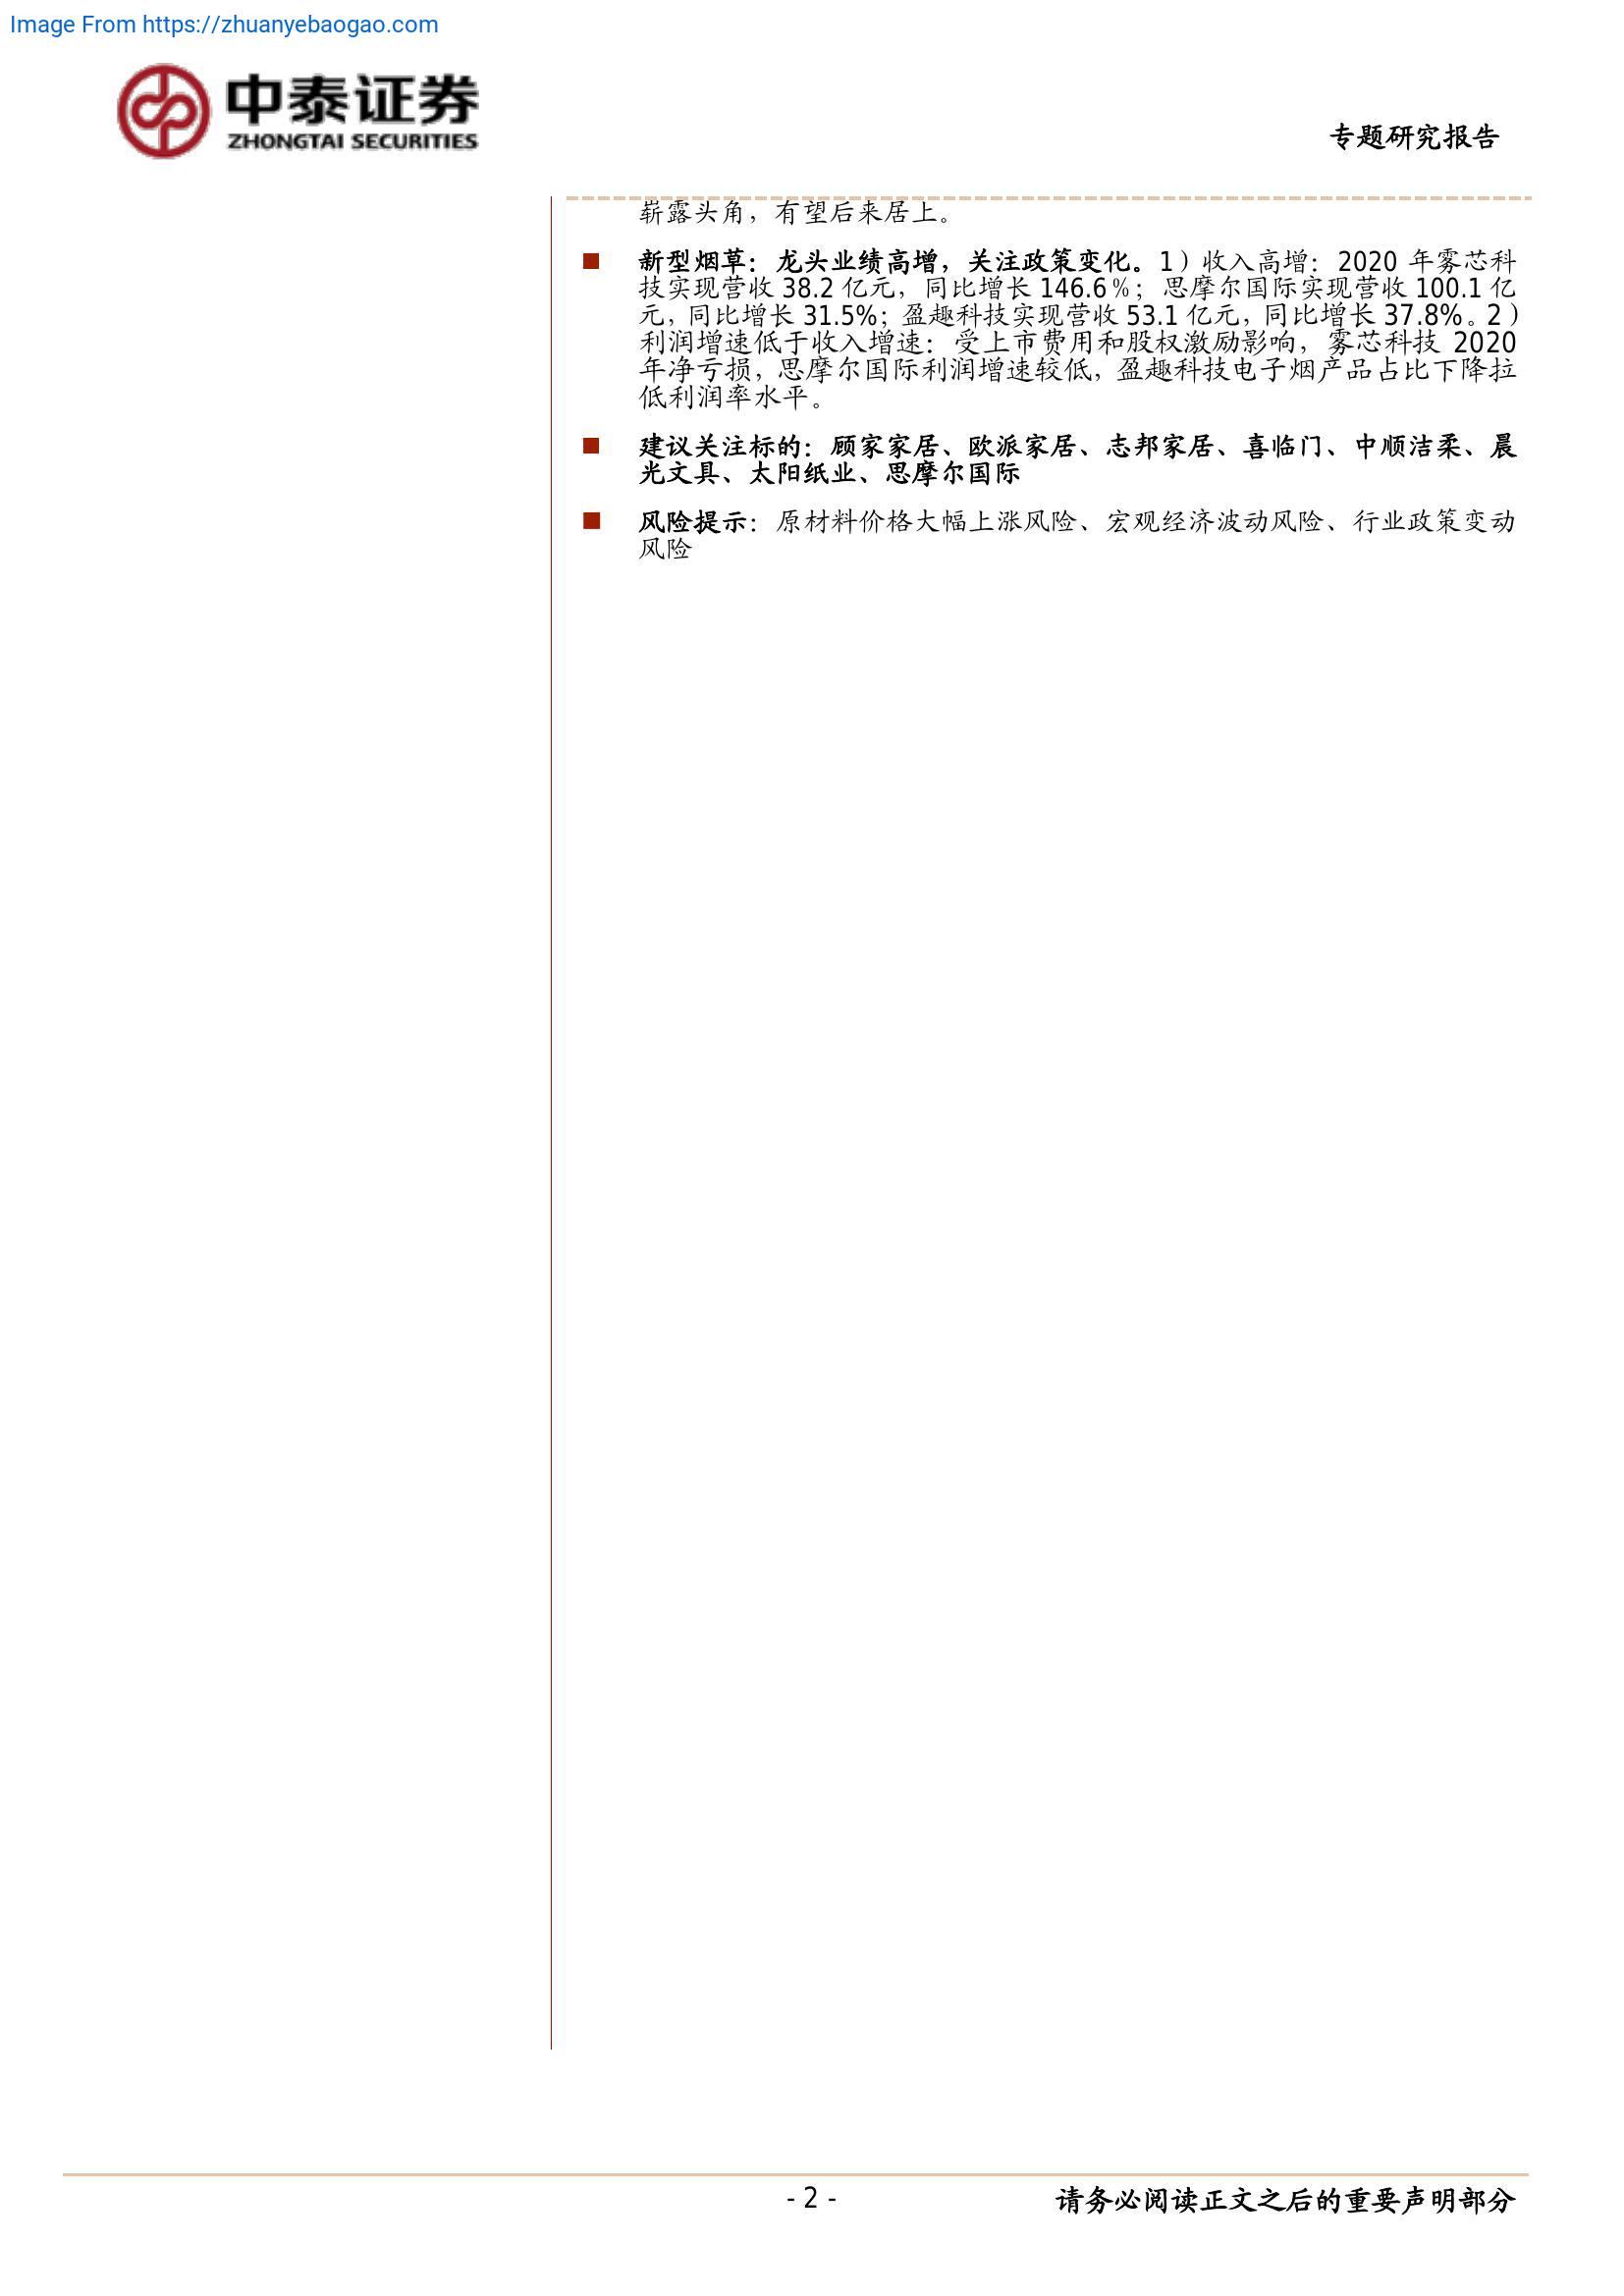 Image From https://zhuanyebaogao.com
中泰证券
ZHONGTAI SECURITIES
专题研究报告
崭露头角，有望后来居上。
■ 新型烟草：龙头业绩高增，关注政策变化。1）收入高增：2020 年雾芯科
技实现营收 38.2 亿元，同比增长 146.6%；思摩尔国际实现营收 100.1 亿
元，同比增长 31.5%；盈趣科技实现营收 53.1 亿元，同比增长 37.8%。2）
利润增速低于收入增速：受上市费用和股权激励影响，雾芯科技 2020
年净亏损，思摩尔国际利润增速较低，盈趣科技电子烟产品占比下降拉
低利润率水平。
■ 建议关注标的：顾家家居、欧派家居、志邦家居、喜临门、中顺洁柔、晨
光文具、太阳纸业、思摩尔国际
■ 风险提示：原材料价格大幅上涨风险、宏观经济波动风险、行业政策变动
风险
- 2 -
请务必阅读正文之后的重要声明部分